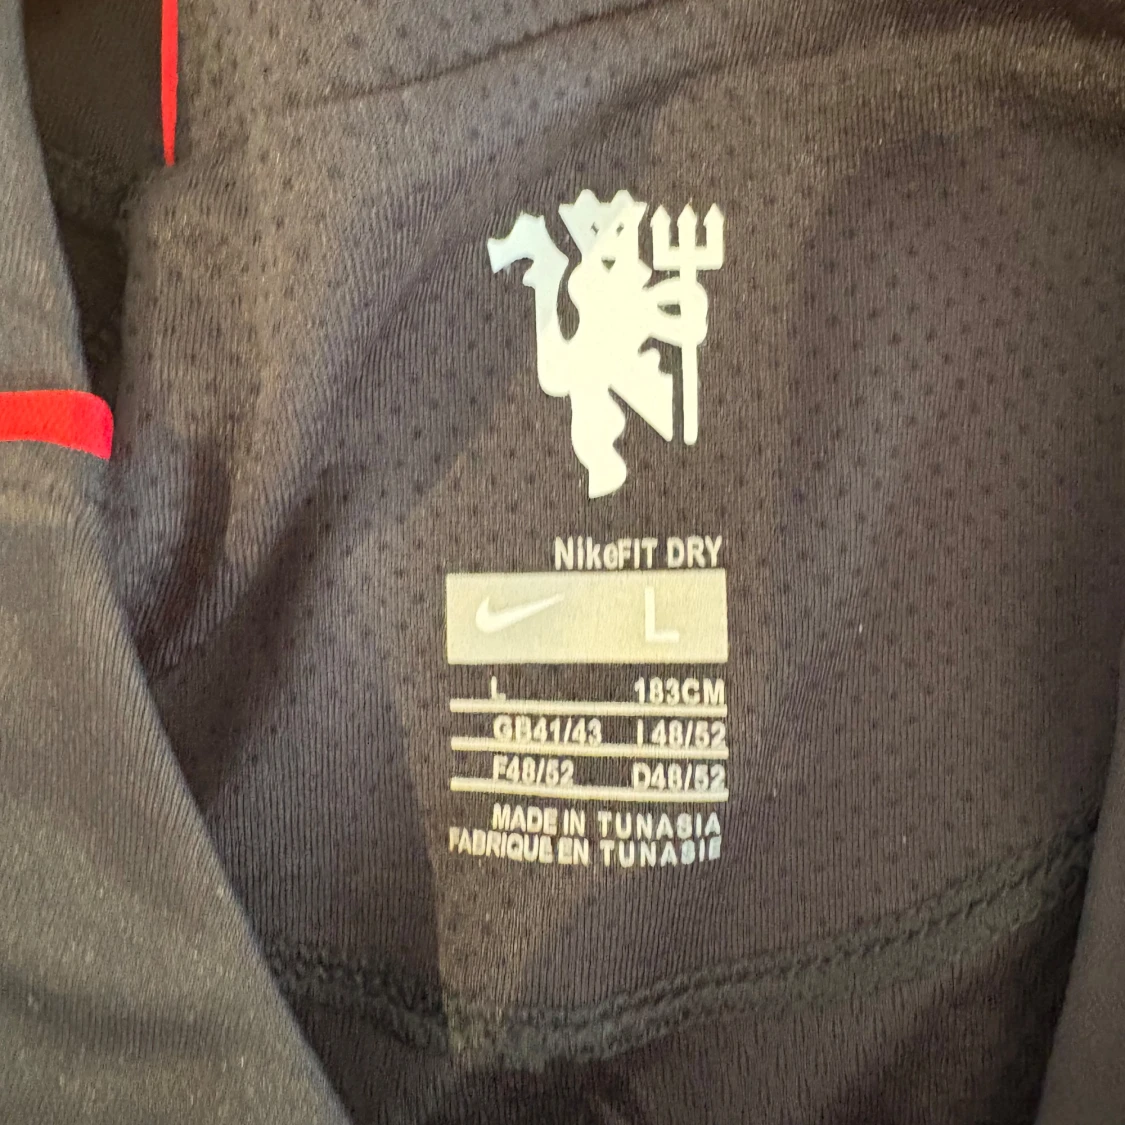 NikeFIT DRY
L
L 183CM
GB41/43 I 48/52
F48/52 D48/52
MADE IN TUNASIA
FABRIQUE EN TUNASIE